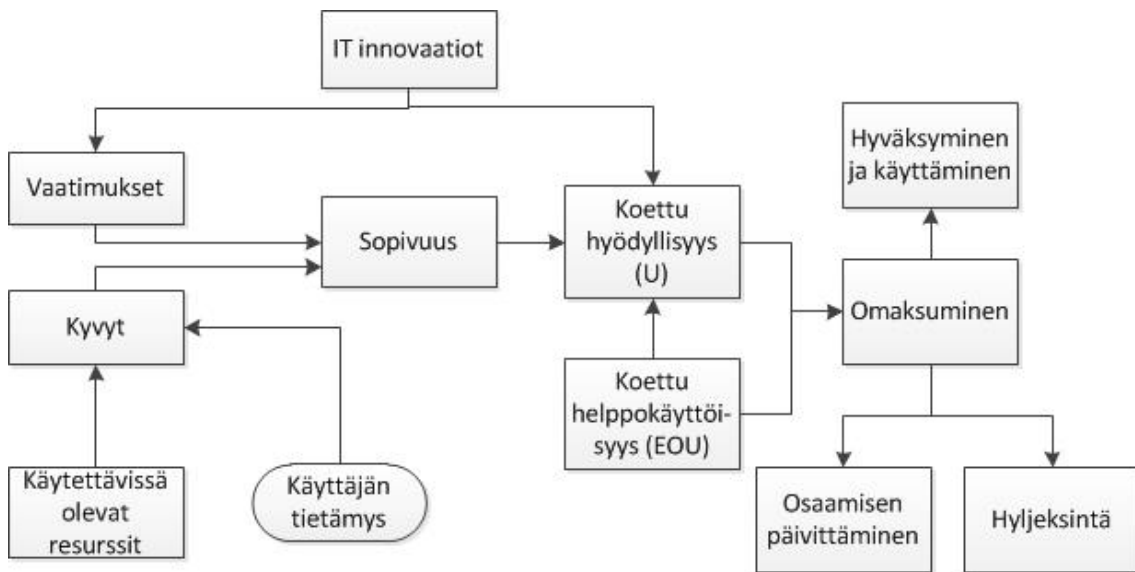 IT innovaatiot
Vaatimukset
Sopivuus
Koettu
hyödyllisyys
(U)
Hyväksyminen
ja käyttäminen
Kyvyt
Omaksuminen
Koettu
helppokäyttöi-
syys (EOU)
Käytettävissä
olevat
resurssit
Käyttäjän
tietämys
Osaamisen
päivittäminen
Hyljeksintä